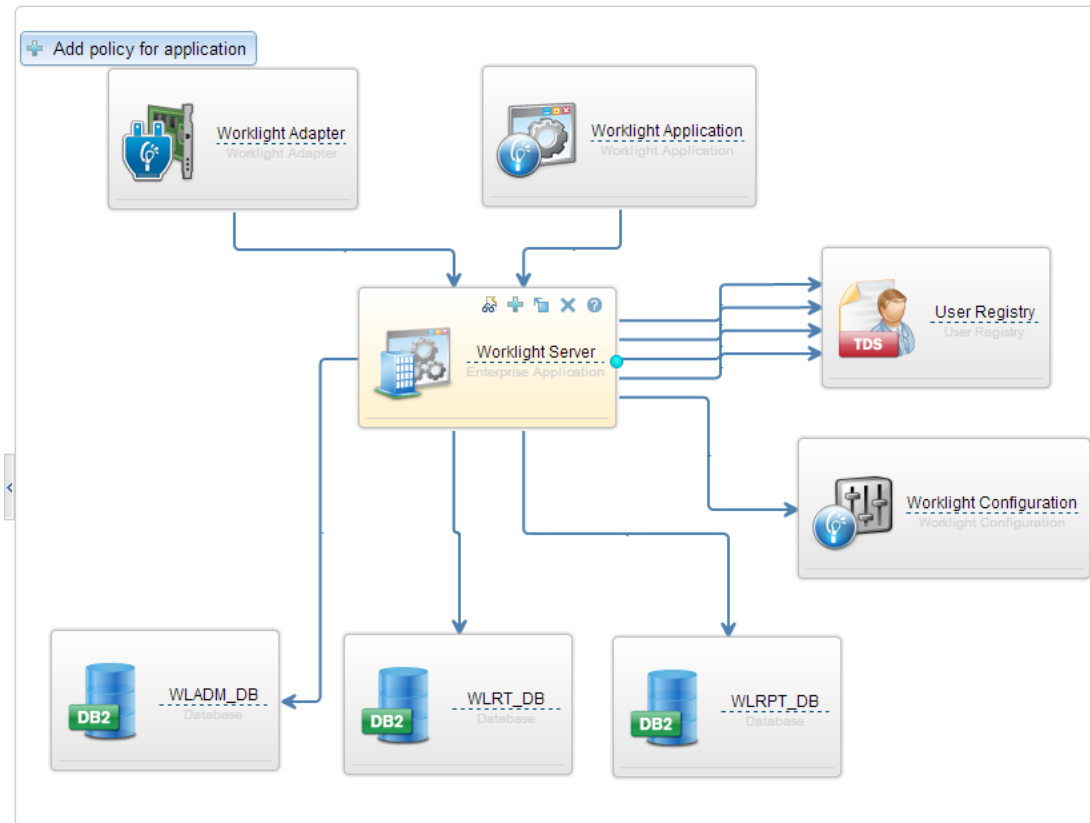 Add policy for application
Worklight Adapter
Worklight Adapter
Worklight Application
Worklight Application
Worklight Server
Enterprise Application
TDS
User Registry
User Registry
Worklight Configuration
Worklight Configuration
DB2
WLADM_DB
Database
DB2
WLRT_DB
Database
DB2
WLRPT_DB
Database